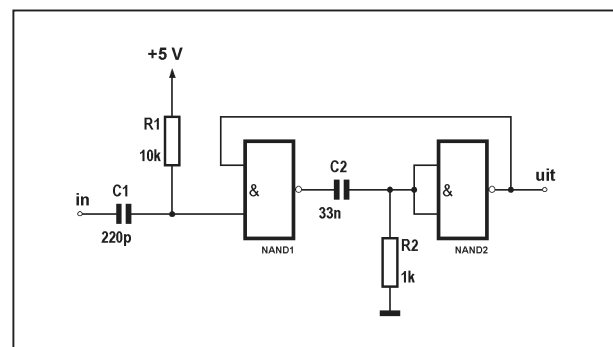 +5 V
R1
10k
C1
in
220p
&
NAND1
C2
33n
R2
1k
&
NAND2
uit